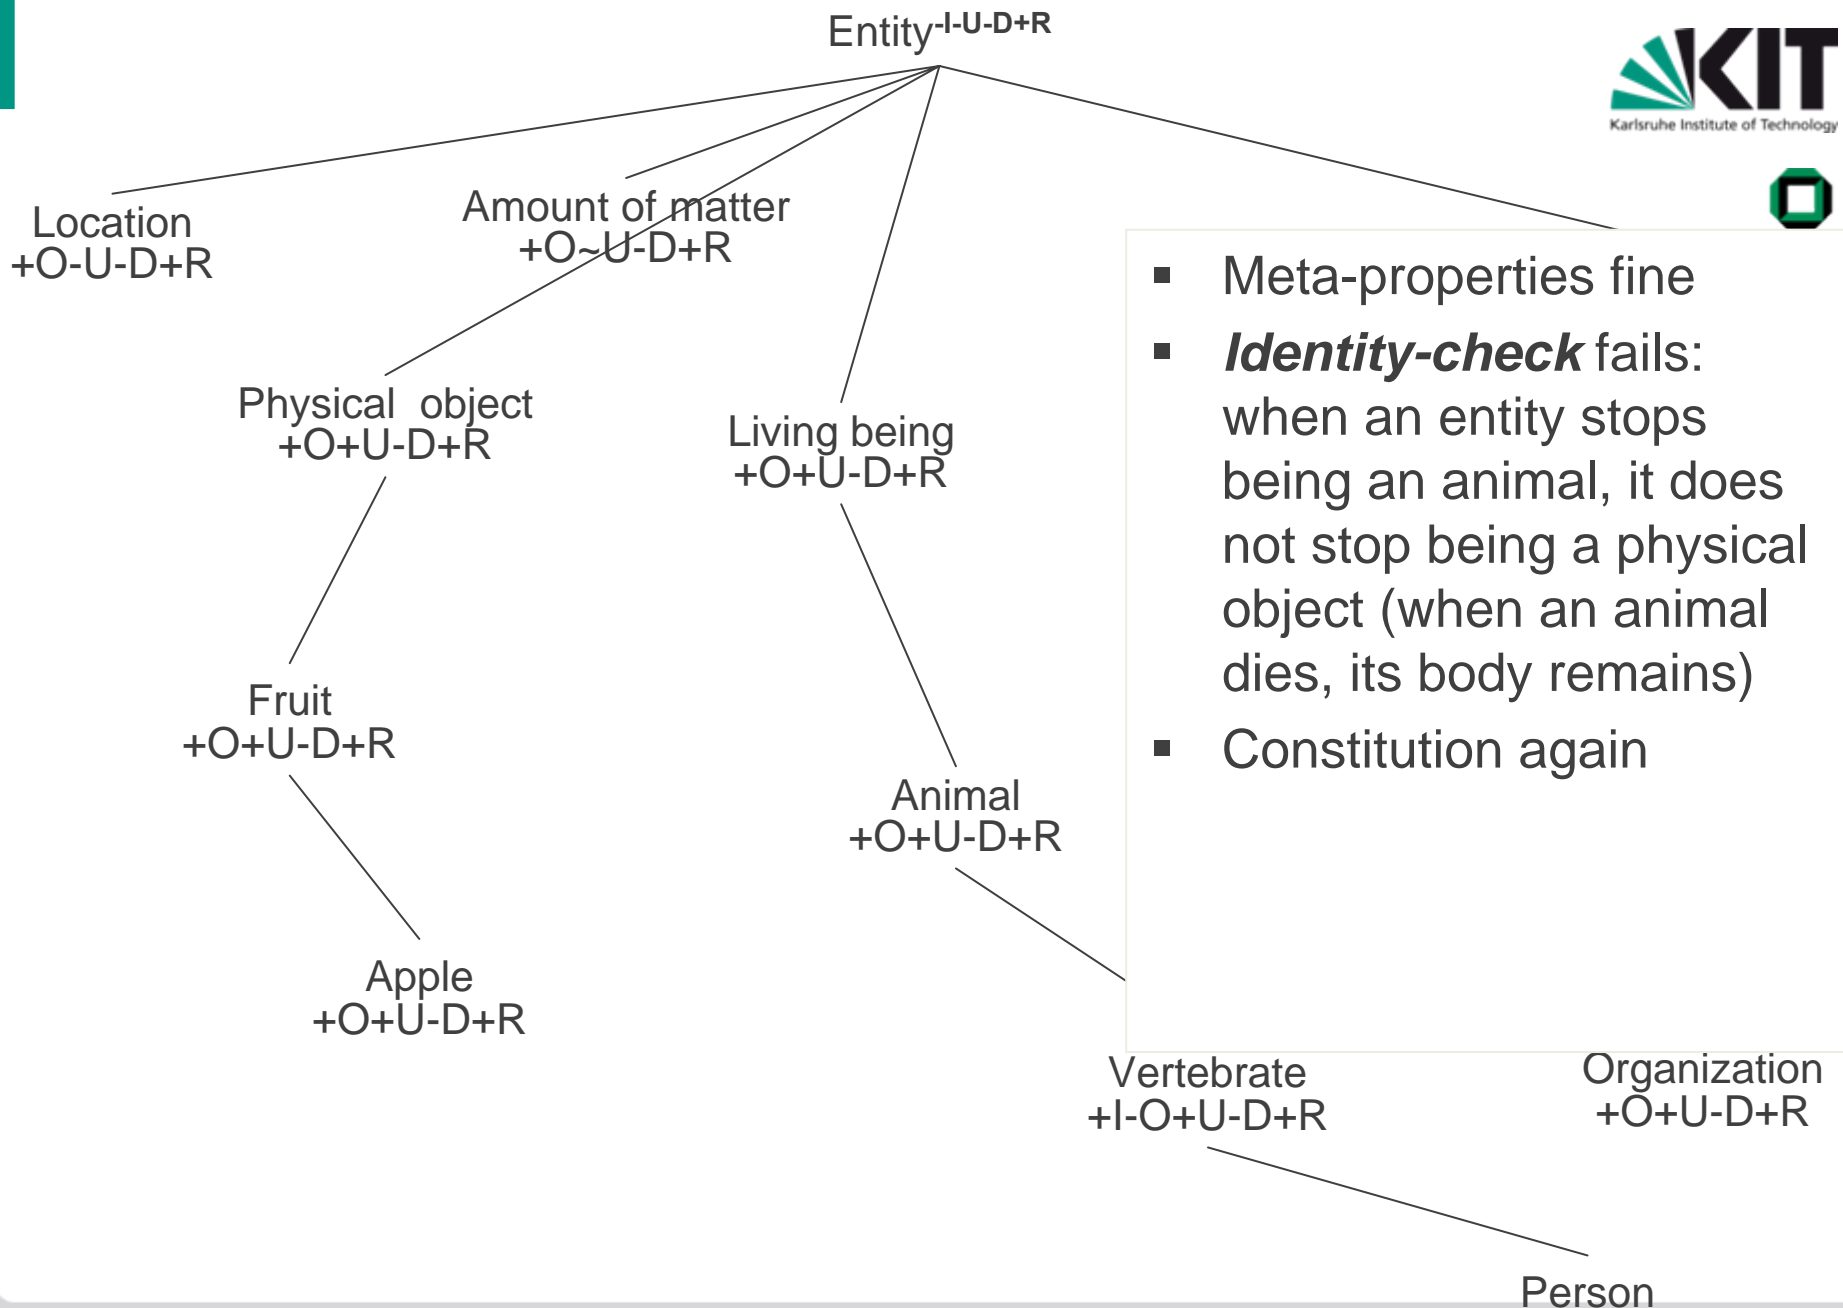 Entity-I-U-D+R
KIT
Karlsruhe Institute of Technology
Location
+O-U-D+R
Amount of matter
+O~U-D+R
Physical object
+O+U-D+R
Living being
+O+U-D+R
▪ Meta-properties fine
▪ Identity-check fails:
when an entity stops
being an animal, it does
not stop being a physical
object (when an animal
dies, its body remains)
▪ Constitution again
Fruit
+O+U-D+R
Animal
+O+U-D+R
Apple
+O+U-D+R
Vertebrate
+I-O+U-D+R
Organization
+O+U-D+R
Person